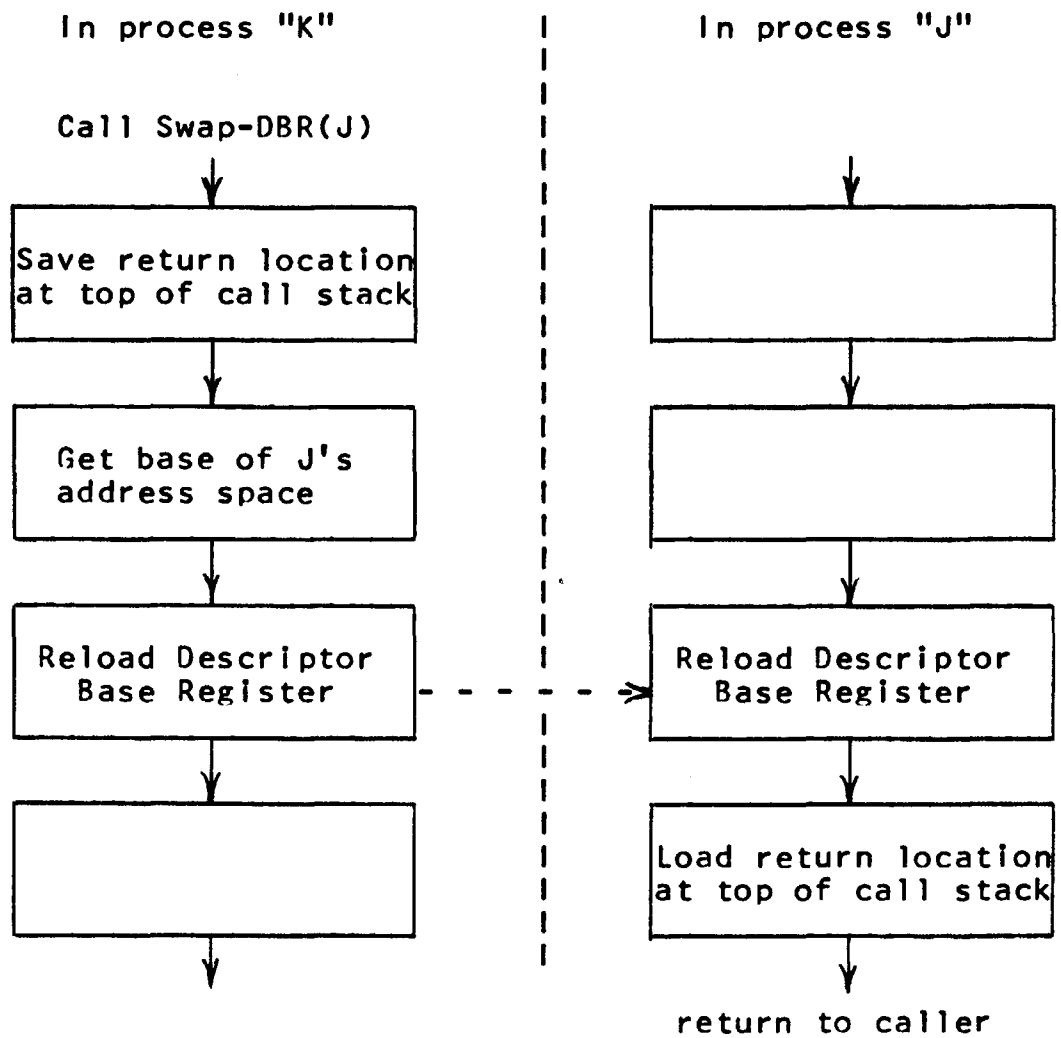 In process "K"
In process "J"
Call Swap-DBR(J)
Save return location
at top of call stack
Get base of J's
address space
Reload Descriptor
Base Register
Reload Descriptor
Base Register
Load return location
at top of call stack
return to caller